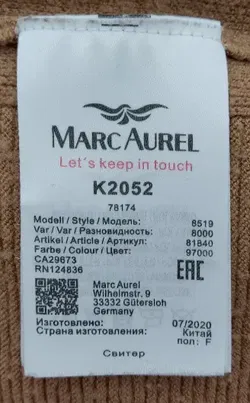 MARC AUREL
Let's keep in touch
K2052
78174
Modell / Style / Модель: 8519
Var / Var / Разновидность: 8000
Artikel / Article / Артикул: 81840
Farbe / Colour / Цвет: 97000
CA29673
RN124836
EAC
Marc Aurel
Wilhelmstr. 9
33332 Gütersloh
Germany
Изготовлено: 07/2020
Страна изготовления: Китай
пол: F
Свитер